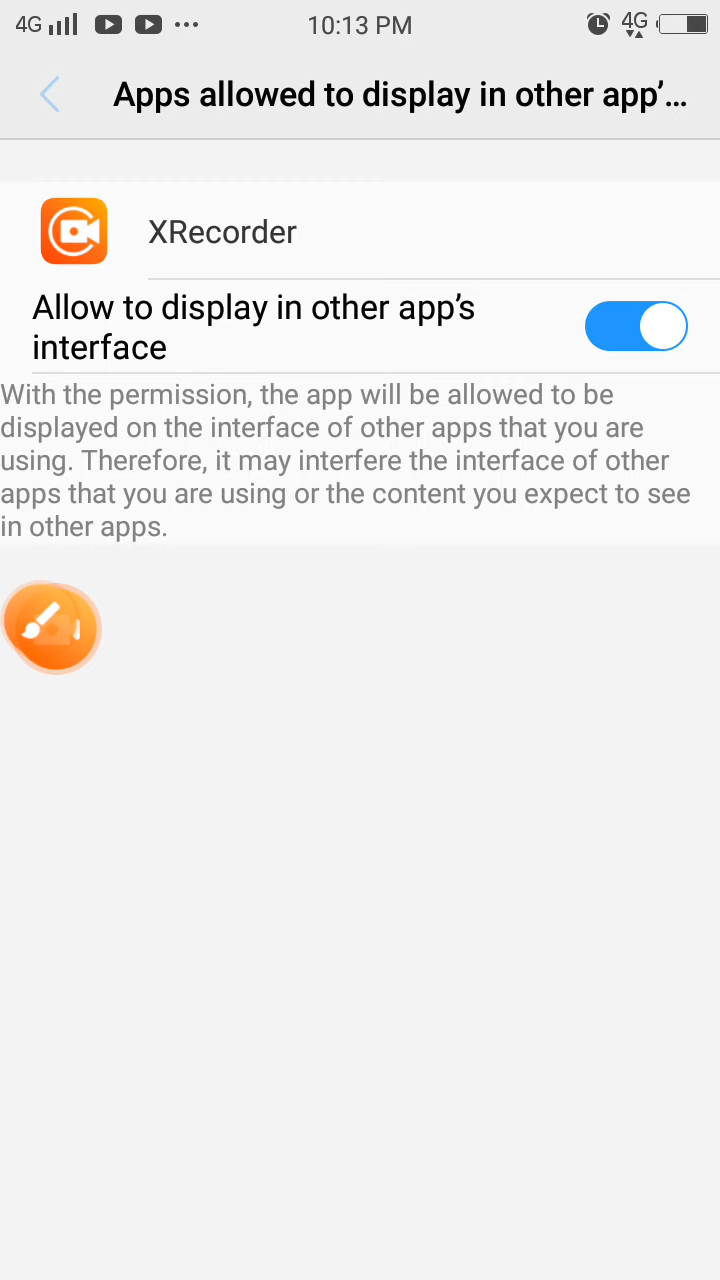 4G 10:13 PM 4G
Apps allowed to display in other app’...
XRecorder
Allow to display in other app’s
interface
With the permission, the app will be allowed to be
displayed on the interface of other apps that you are
using. Therefore, it may interfere the interface of other
apps that you are using or the content you expect to see
in other apps.